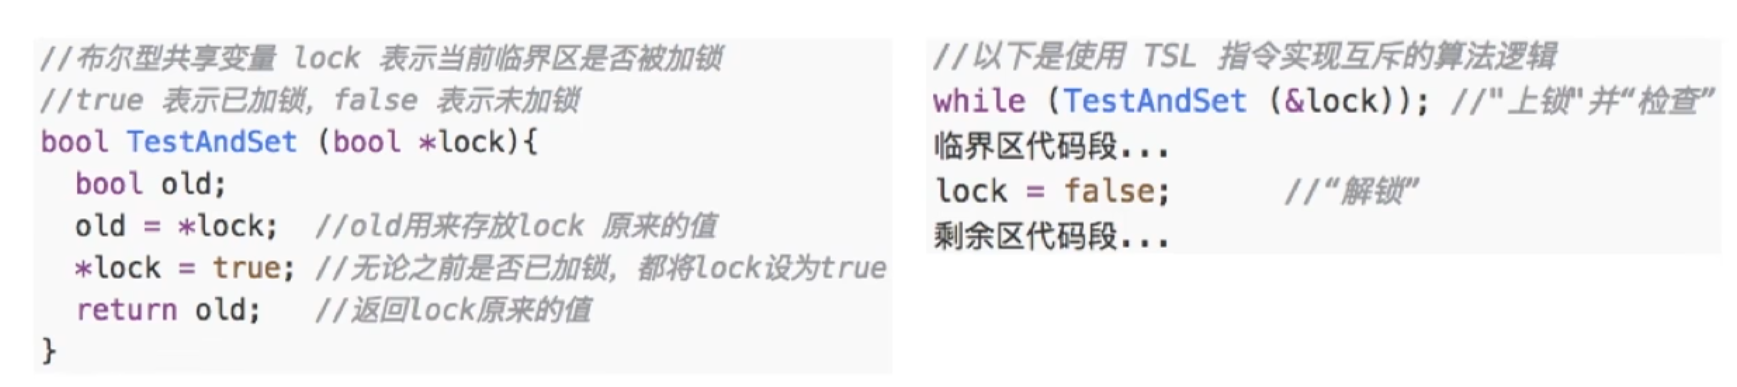 //布尔型共享变量 lock 表示当前临界区是否被加锁
//true 表示已加锁，false 表示未加锁
bool TestAndSet (bool *lock){
  bool old;
  old = *lock;  //old用来存放lock 原来的值
  *lock = true; //无论之前是否已加锁，都将lock设为true
  return old;   //返回lock原来的值
}
//以下是使用 TSL 指令实现互斥的算法逻辑
while (TestAndSet (&lock)); //"上锁"并“检查”
临界区代码段...
lock = false;       //“解锁”
剩余区代码段...